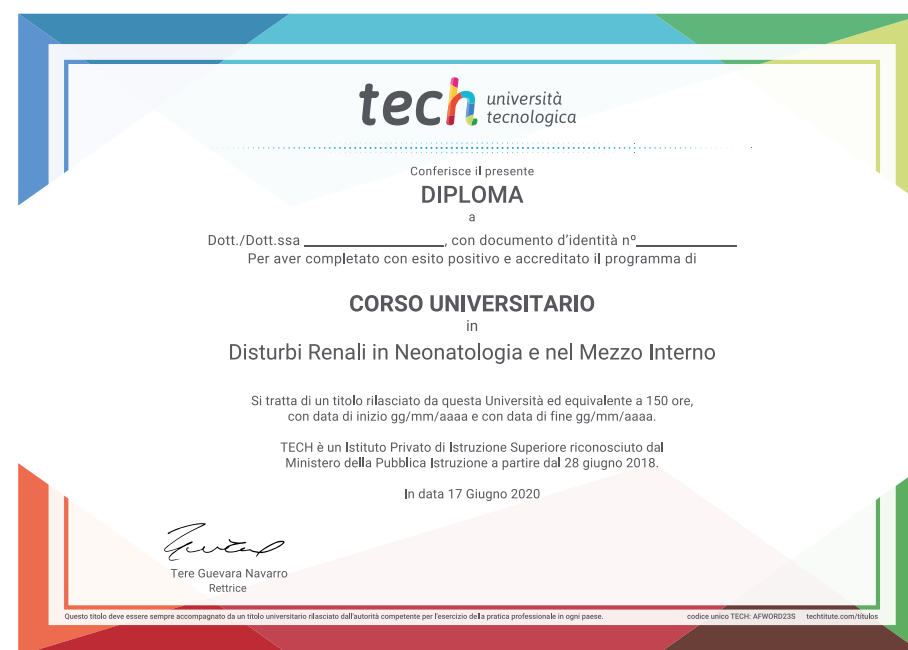 tech università
tecnologica
Conferisce il presente
DIPLOMA
a
Dott./Dott.ssa ____________________, con documento d'identità nº______________
Per aver completato con esito positivo e accreditato il programma di
CORSO UNIVERSITARIO
in
Disturbi Renali in Neonatologia e nel Mezzo Interno
Si tratta di un titolo rilasciato da questa Università ed equivalente a 150 ore,
con data di inizio gg/mm/aaaa e con data di fine gg/mm/aaaa.
TECH è un Istituto Privato di Istruzione Superiore riconosciuto dal
Ministero della Pubblica Istruzione a partire dal 28 giugno 2018.
In data 17 Giugno 2020
Tere Guevara Navarro
Rettrice
Questo titolo deve essere sempre accompagnato da un titolo universitario rilasciato dall'autorità competente per l'esercizio della pratica professionale in ogni paese. codice unico TECH: AFWORD23S techtitute.com/titulos